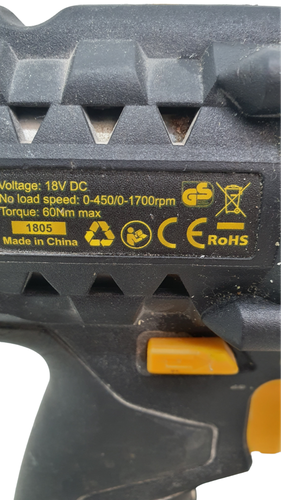 Voltage: 18V DC
No load speed: 0-450/0-1700rpm
Torque: 60Nm max
GS
1805
Made in China
CE RoHS